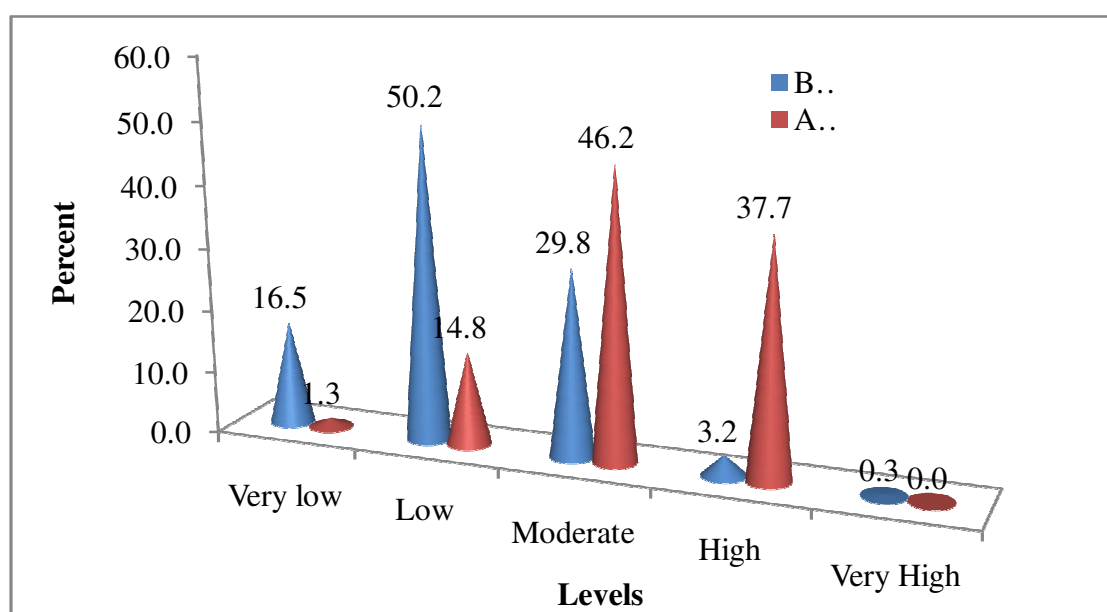 60.0
50.0
40.0
30.0
20.0
10.0
0.0
Percent
B..
A..
16.5
1.3
50.2
14.8
29.8
46.2
3.2
37.7
0.3
0.0
Very low
Low
Moderate
High
Very High
Levels